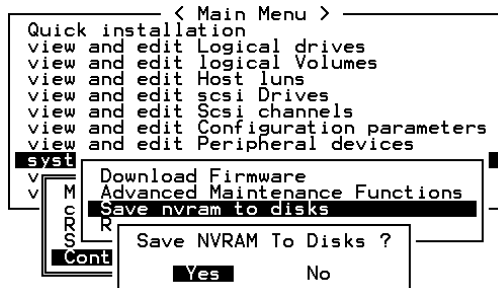 < Main Menu >
Quick installation
view and edit Logical drives
view and edit logical Volumes
view and edit Host luns
view and edit scsi Drives
view and edit Scsi channels
view and edit Configuration parameters
view and edit Peripheral devices
syst
v
v
Download Firmware
Advanced Maintenance Functions
Save nvram to disks
R
M
C
R
S
Cont
Save NVRAM To Disks ?
Yes No